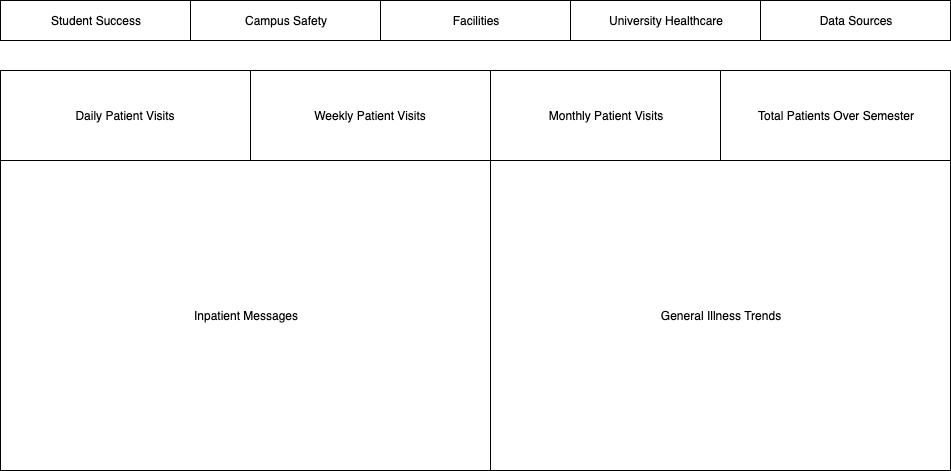 Student Success
Campus Safety
Facilities
University Healthcare
Data Sources
Daily Patient Visits
Weekly Patient Visits
Monthly Patient Visits
Total Patients Over Semester
Inpatient Messages
General Illness Trends